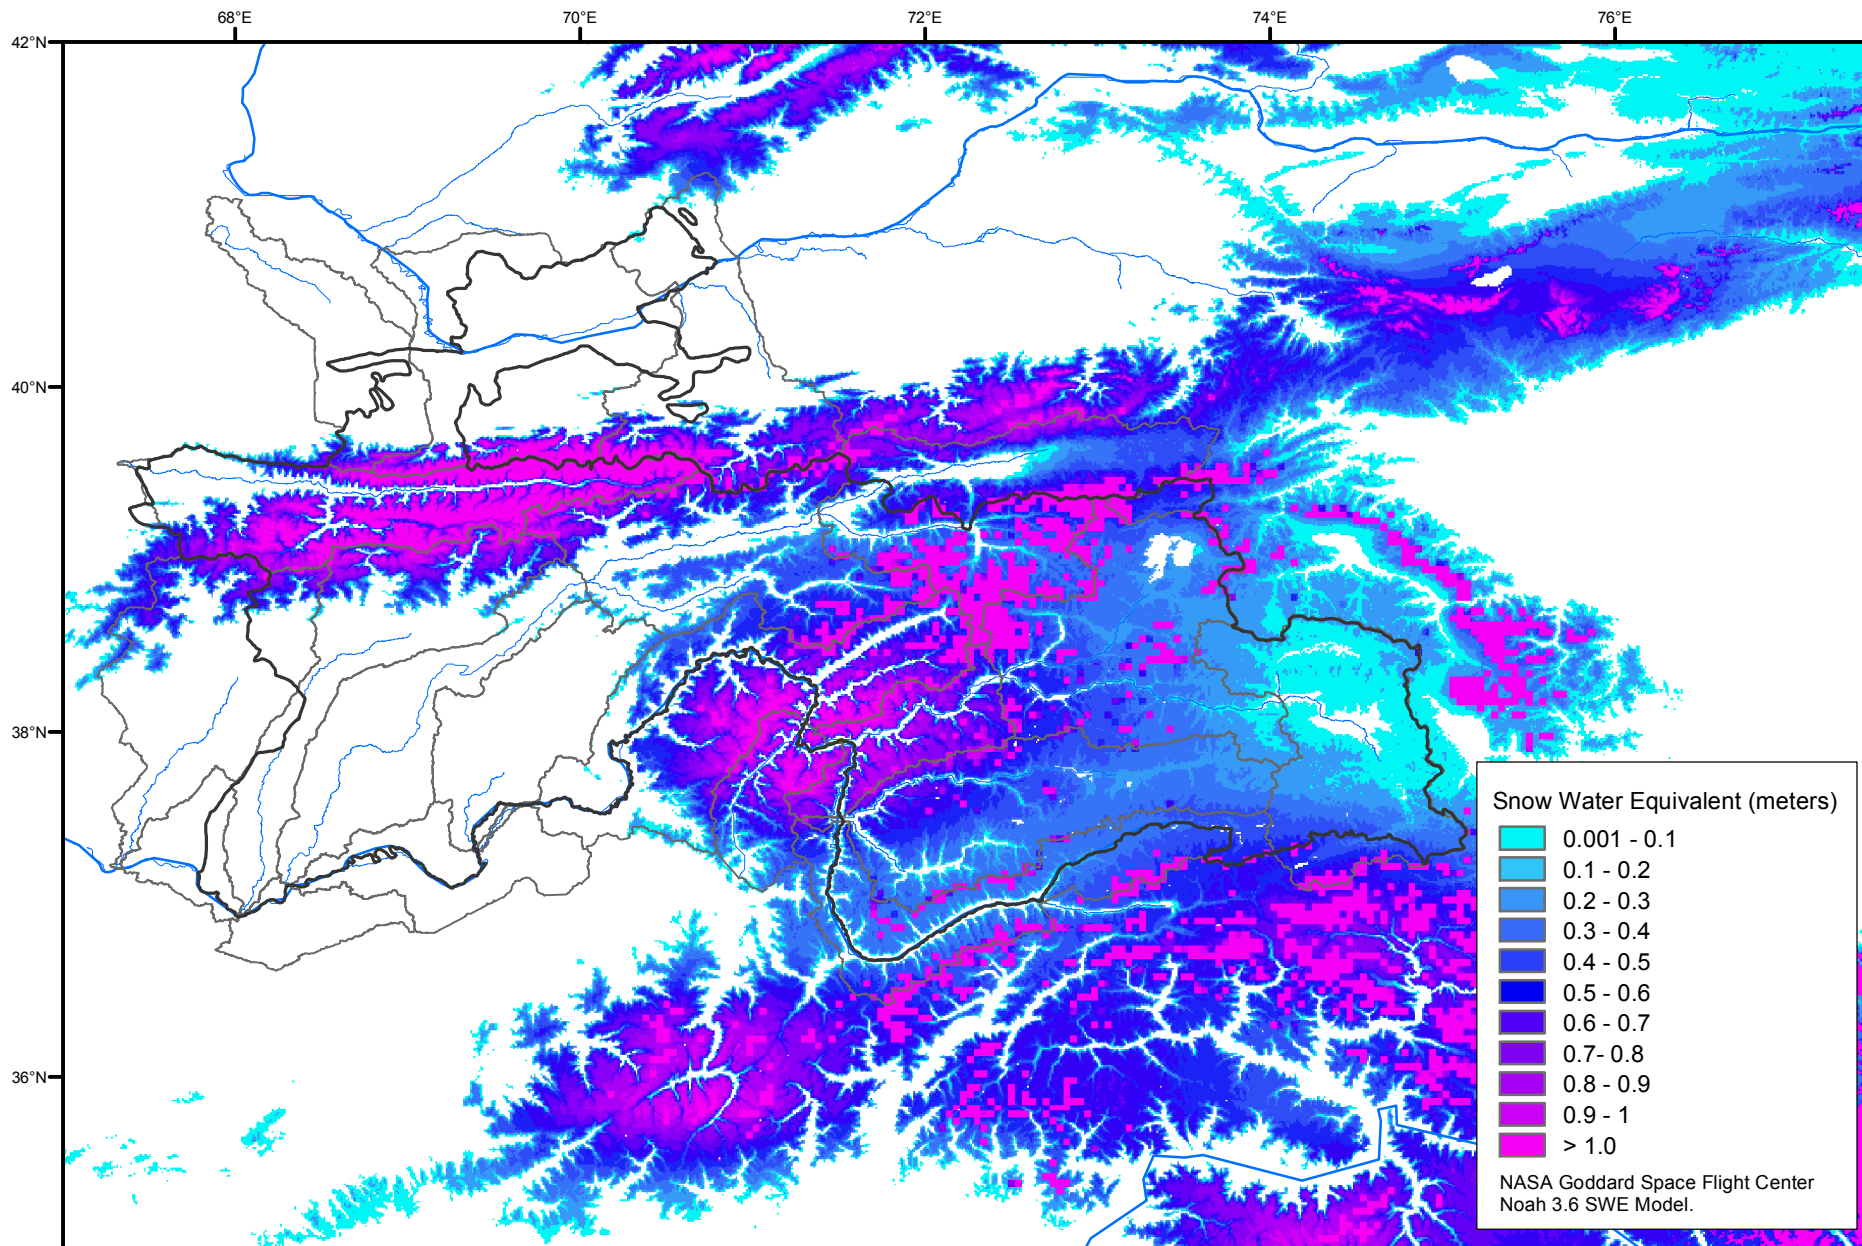 68°E 70°E 72°E 74°E 76°E
42°N
40°N
38°N
36°N
Snow Water Equivalent (meters)
0.001 - 0.1
0.1 - 0.2
0.2 - 0.3
0.3 - 0.4
0.4 - 0.5
0.5 - 0.6
0.6 - 0.7
0.7- 0.8
0.8 - 0.9
0.9 - 1
> 1.0
NASA Goddard Space Flight Center
Noah 3.6 SWE Model.